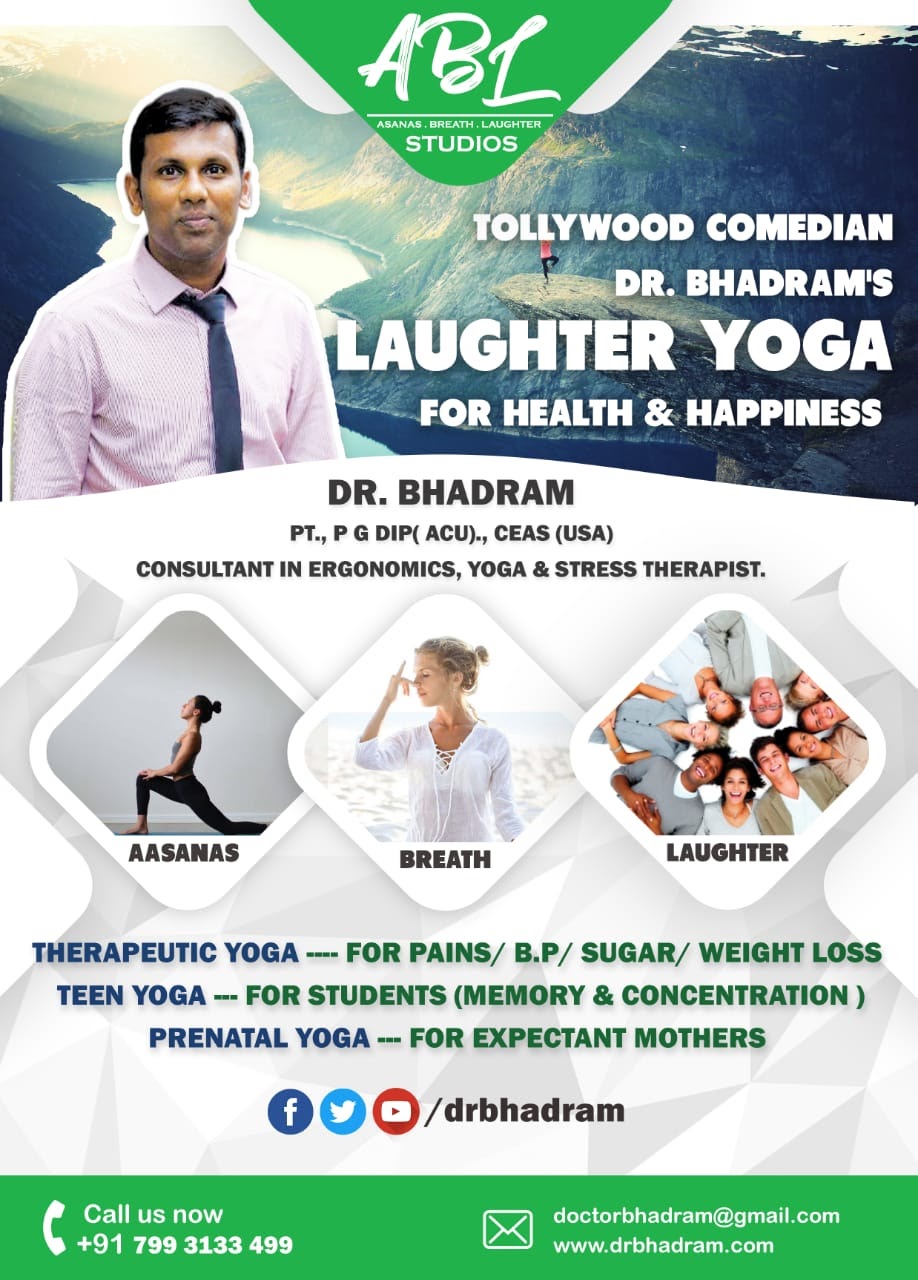 ABL
ASANAS . BREATH . LAUGHTER
STUDIOS
TOLLYWOOD COMEDIAN
DR. BHADRAM'S
LAUGHTER YOGA
FOR HEALTH & HAPPINESS
DR. BHADRAM
PT., P G DIP( ACU)., CEAS (USA)
CONSULTANT IN ERGONOMICS, YOGA & STRESS THERAPIST.
AASANAS
BREATH
LAUGHTER
THERAPEUTIC YOGA ---- FOR PAINS/ B.P/ SUGAR/ WEIGHT LOSS
TEEN YOGA --- FOR STUDENTS (MEMORY & CONCENTRATION )
PRENATAL YOGA --- FOR EXPECTANT MOTHERS
/drbhadram
Call us now
+91 799 3133 499
doctorbhadram@gmail.com
www.drbhadram.com